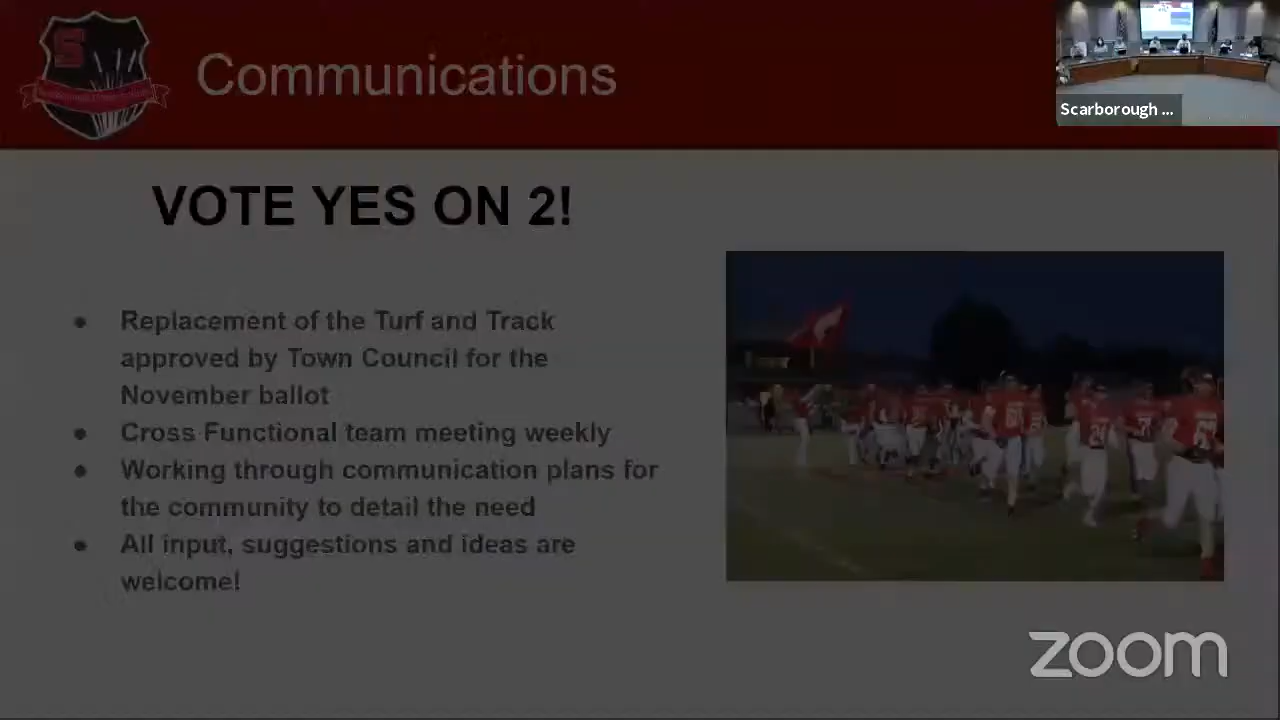 S
Communications
Scarborough ...
VOTE YES ON 2!
● Replacement of the Turf and Track
approved by Town Council for the
November ballot
● Cross Functional team meeting weekly
● Working through communication plans for
the community to detail the need
● All input, suggestions and ideas are
welcome!
zoom